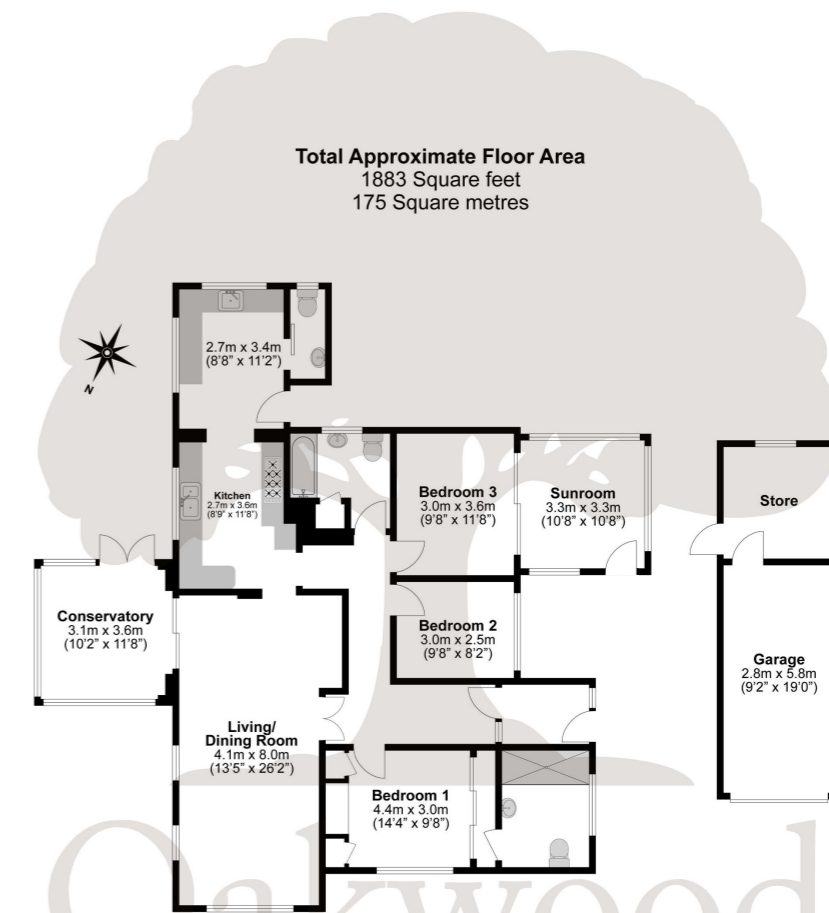 Total Approximate Floor Area
1883 Square feet
175 Square metres
2.7m x 3.4m
(8'8" x 11'2")
N
Kitchen
2.7m x 3.6m
(8'9" x 11'8")
Bedroom 3
3.0m x 3.6m
(9'8" x 11'8")
Sunroom
3.3m x 3.3m
(10'8" x 10'8")
Store
Conservatory
3.1m x 3.6m
(10'2" x 11'8")
Bedroom 2
3.0m x 2.5m
(9'8" x 8'2")
Garage
2.8m x 5.8m
(9'2" x 19'0")
Living/
Dining Room
4.1m x 8.0m
(13'5" x 26'2")
Bedroom 1
4.4m x 3.0m
(14'4" x 9'8")
Oakwood